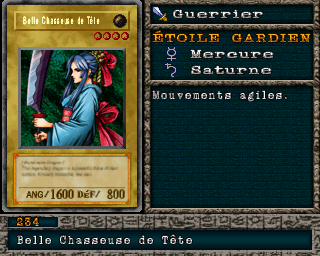 Belle Chasseuse de Tête
ANG/1600 DÉF/ 800
Guerrier
ÉTOILE GARDIEN
Mercure
Saturne
Mouvements agiles.
234
Belle Chasseuse de Tête